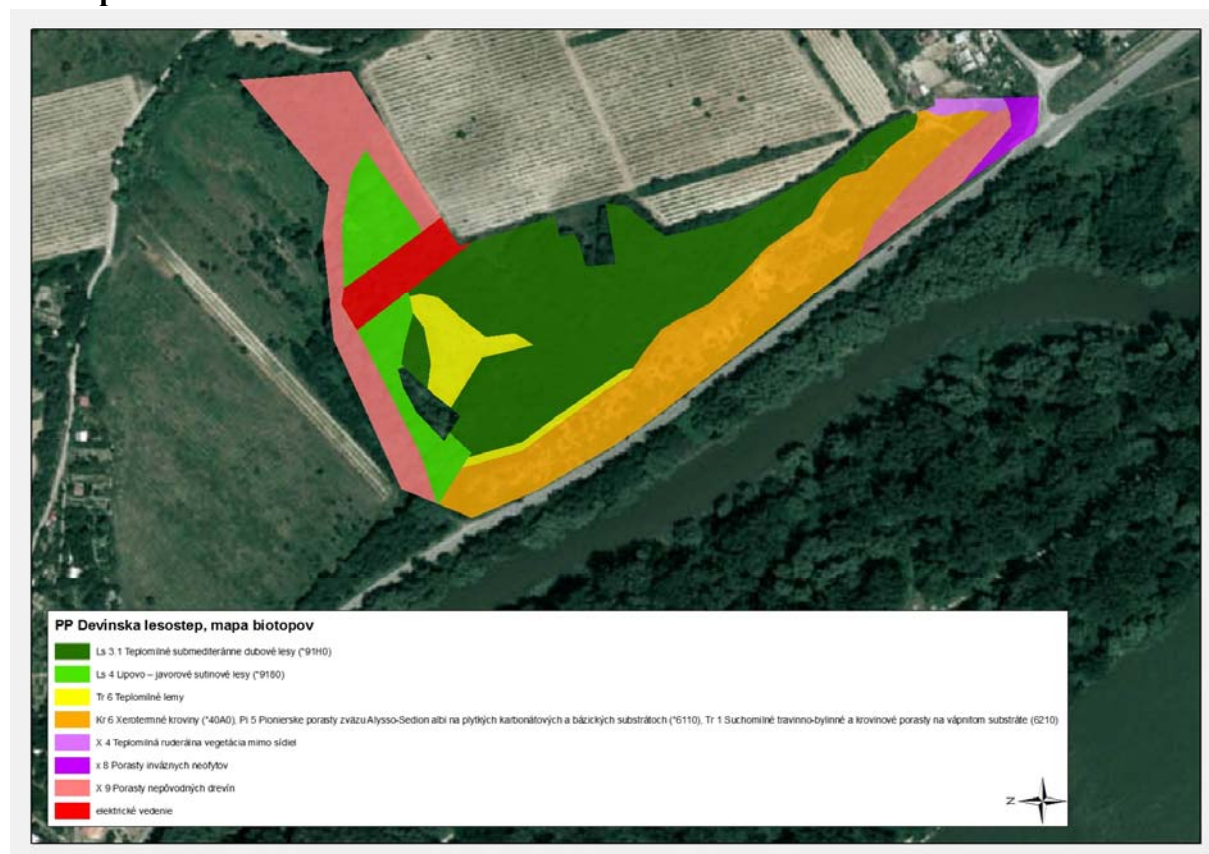 PP Devínska lesostep, mapa biotopov
Ls 3.1 Teplomilné submediteránne dubové lesy (*91H0)
Ls 4 Lipovo – javorové sutinové lesy (*9180)
Tr 6 Teplomilné lemy
Kr 6 Xerotermné kroviny (*40A0), Pi 5 Pionierske porasty zväzu Alysso-Sedion albi na plytkých karbonátových a bázických substrátoch (*6110), Tr 1 Suchomilné travinno-bylinné a krovinové porasty na vápnitom substráte (6210)
X 4 Teplomilná ruderálna vegetácia mimo sídiel
x 8 Porasty inváznych neofytov
X 9 Porasty nepôvodných drevín
elektrické vedenie
N